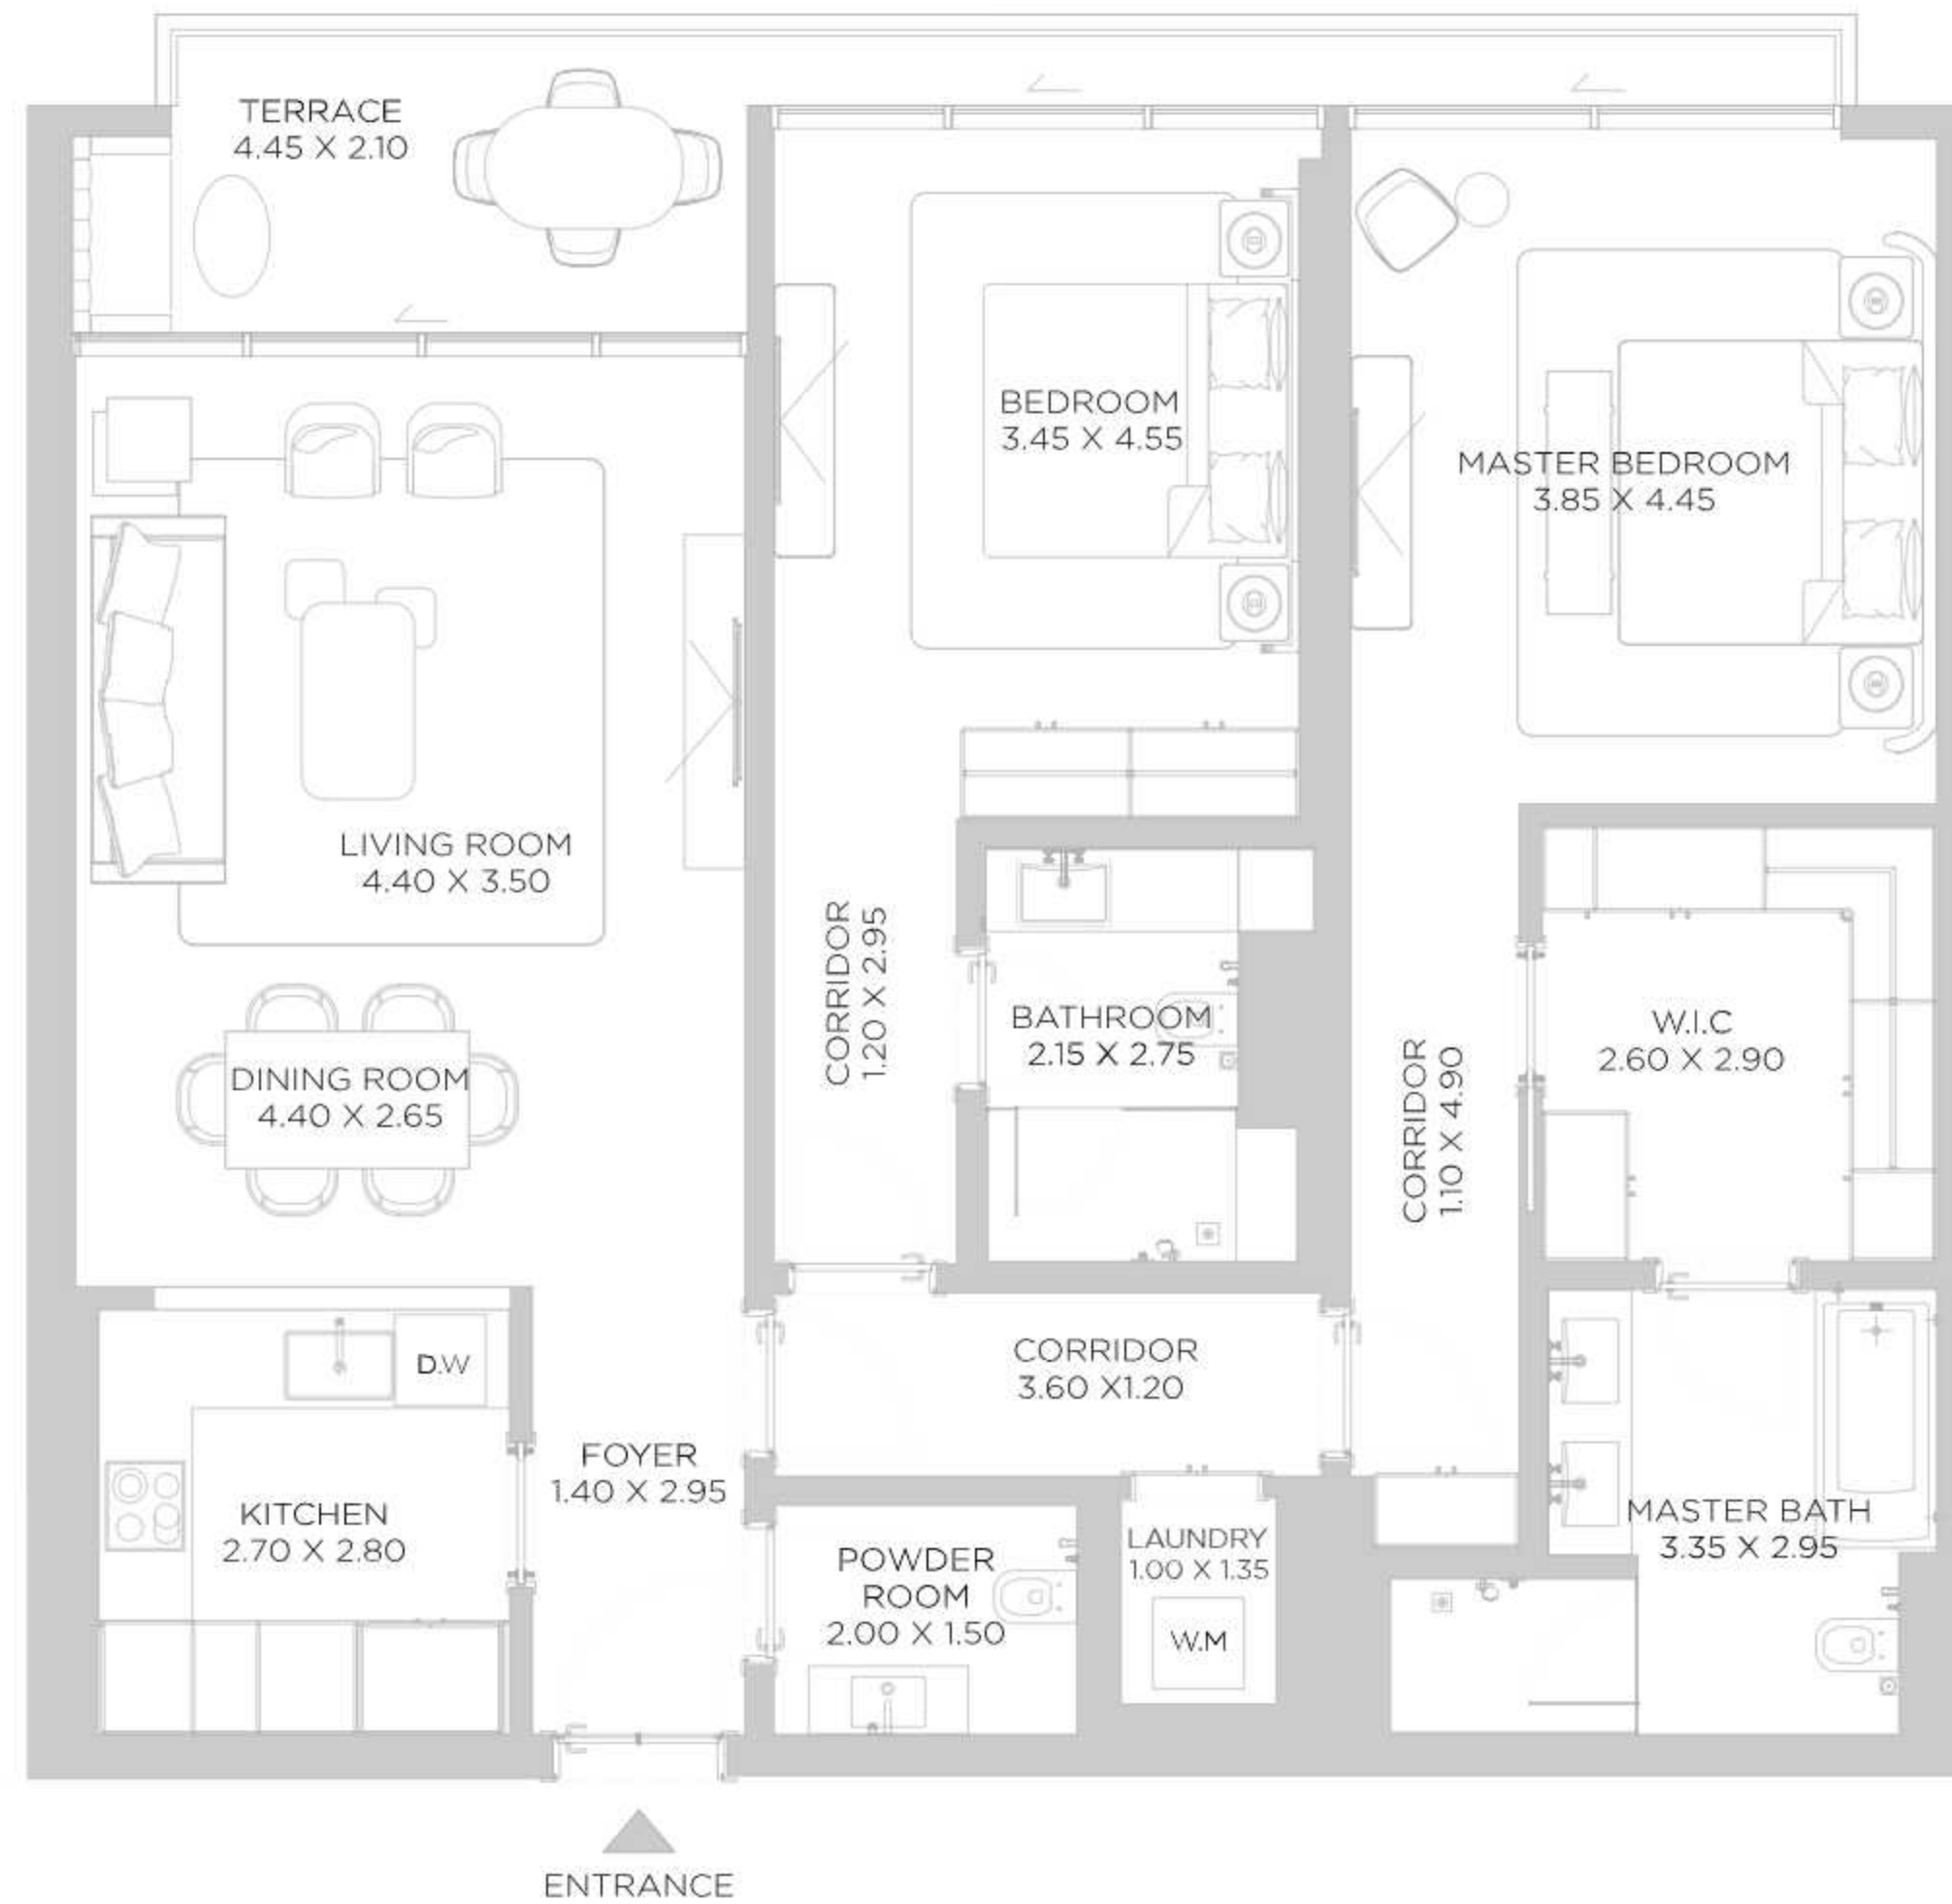 TERRACE
4.45 X 2.10
BEDROOM
3.45 X 4.55
MASTER BEDROOM
3.85 X 4.45
LIVING ROOM
4.40 X 3.50
CORRIDOR
1.20 X 2.95
BATHROOM
2.15 X 2.75
W.I.C
2.60 X 2.90
DINING ROOM
4.40 X 2.65
CORRIDOR
1.10 X 4.90
D.W
CORRIDOR
3.60 X1.20
FOYER
1.40 X 2.95
KITCHEN
2.70 X 2.80
POWDER
ROOM
2.00 X 1.50
LAUNDRY
1.00 X 1.35
W.M
MASTER BATH
3.35 X 2.95
ENTRANCE